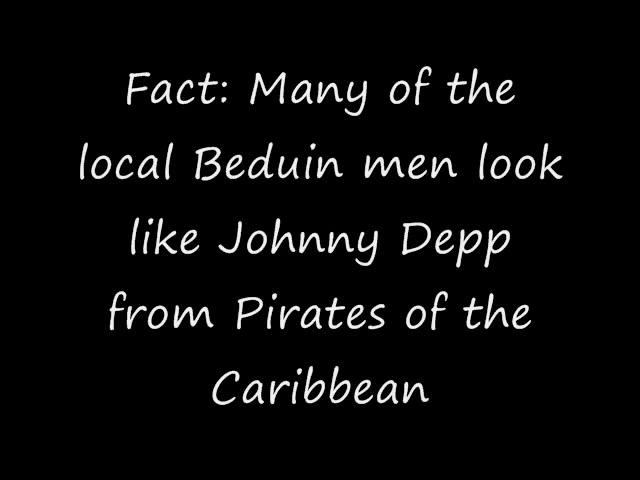 Fact: Many of the
local Beduin men look
like Johnny Depp
from Pirates of the
Caribbean